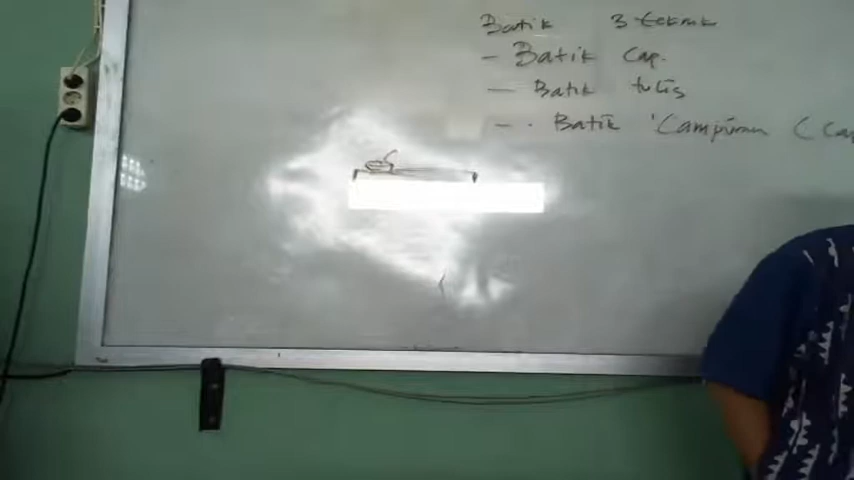 Batik 3 teknik
- Batik Cap.
- Batik tulis
- Batik Campuran (Cap